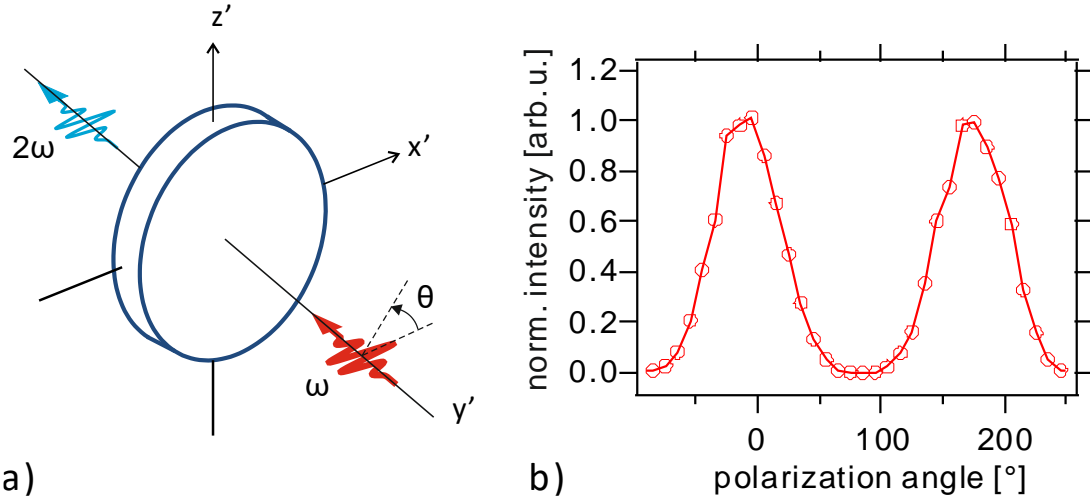 z'
x'
2ω
θ
ω
y'
a)
norm. intensity [arb.u.]
1.2
1.0
0.8
0.6
0.4
0.2
0.0
0
100
200
polarization angle [°]
b)